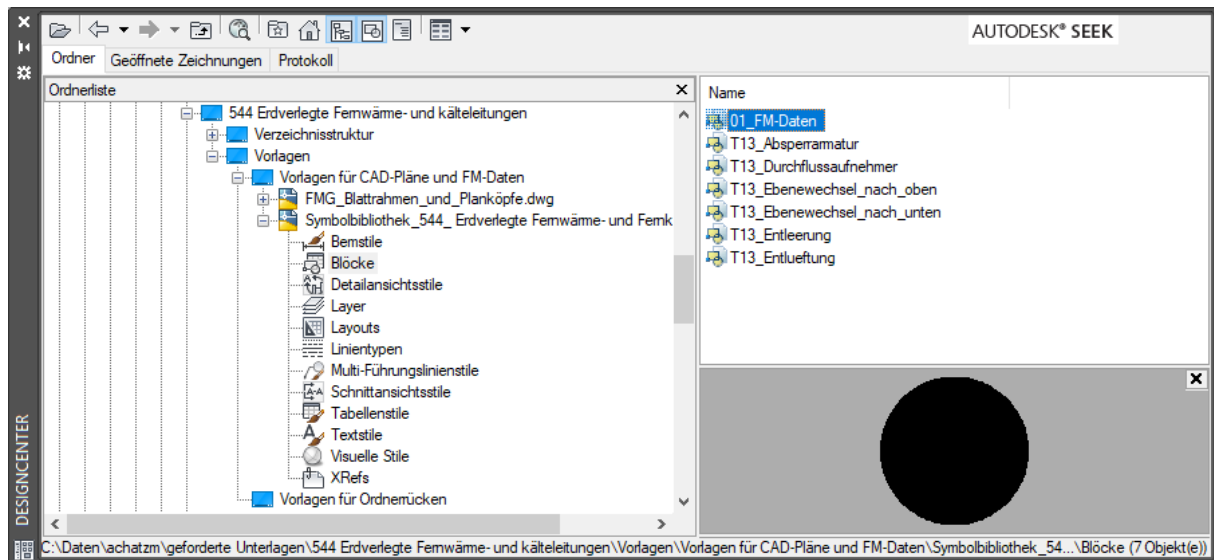 AUTODESK® SEEK
Ordner Geöffnete Zeichnungen Protokoll
Ordnerliste
544 Erdverlegte Fernwärme- und kälteleitungen
Verzeichnisstruktur
Vorlagen
Vorlagen für CAD-Pläne und FM-Daten
FMG_Blattrahmen_und_Planköpfe.dwg
Symbolbibliothek_544_ Erdverlegte Fernwärme- und Fernk
Bemstile
Blöcke
Detailansichtsstile
Layer
Layouts
Linientypen
Multi-Führungslinienstile
Schnittansichtsstile
Tabellenstile
Textstile
Visuelle Stile
XRefs
Vorlagen für Ordnerrücken
Name
01_FM-Daten
T13_Absperrarmatur
T13_Durchflussaufnehmer
T13_Ebenewechsel_nach_oben
T13_Ebenewechsel_nach_unten
T13_Entleerung
T13_Entlueftung
DESIGNCENTER
C:\Daten\achatzm\geforderte Unterlagen\544 Erdverlegte Fernwärme- und kälteleitungen\Vorlagen\Vorlagen für CAD-Pläne und FM-Daten\Symbolbibliothek_54...\Blöcke (7 Objekt(e))